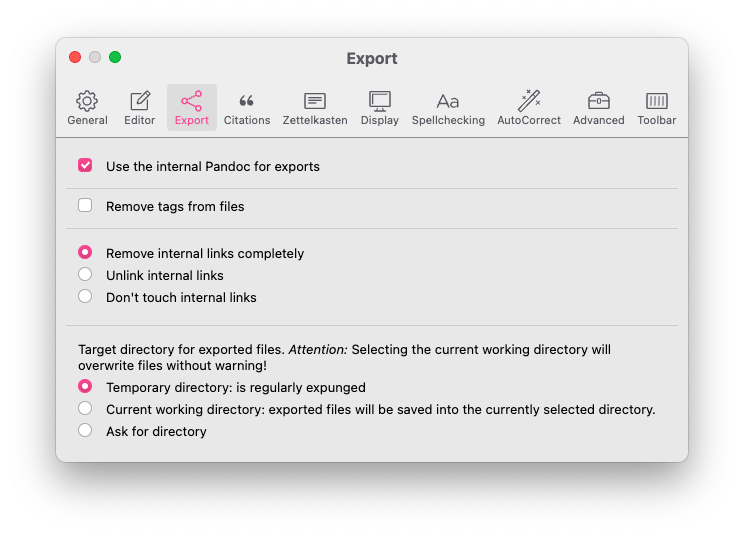 Export
General Editor Export Citations Zettelkasten Display Spellchecking AutoCorrect Advanced Toolbar
Use the internal Pandoc for exports
Remove tags from files
Remove internal links completely
Unlink internal links
Don't touch internal links
Target directory for exported files. Attention: Selecting the current working directory will
overwrite files without warning!
Temporary directory: is regularly expunged
Current working directory: exported files will be saved into the currently selected directory.
Ask for directory